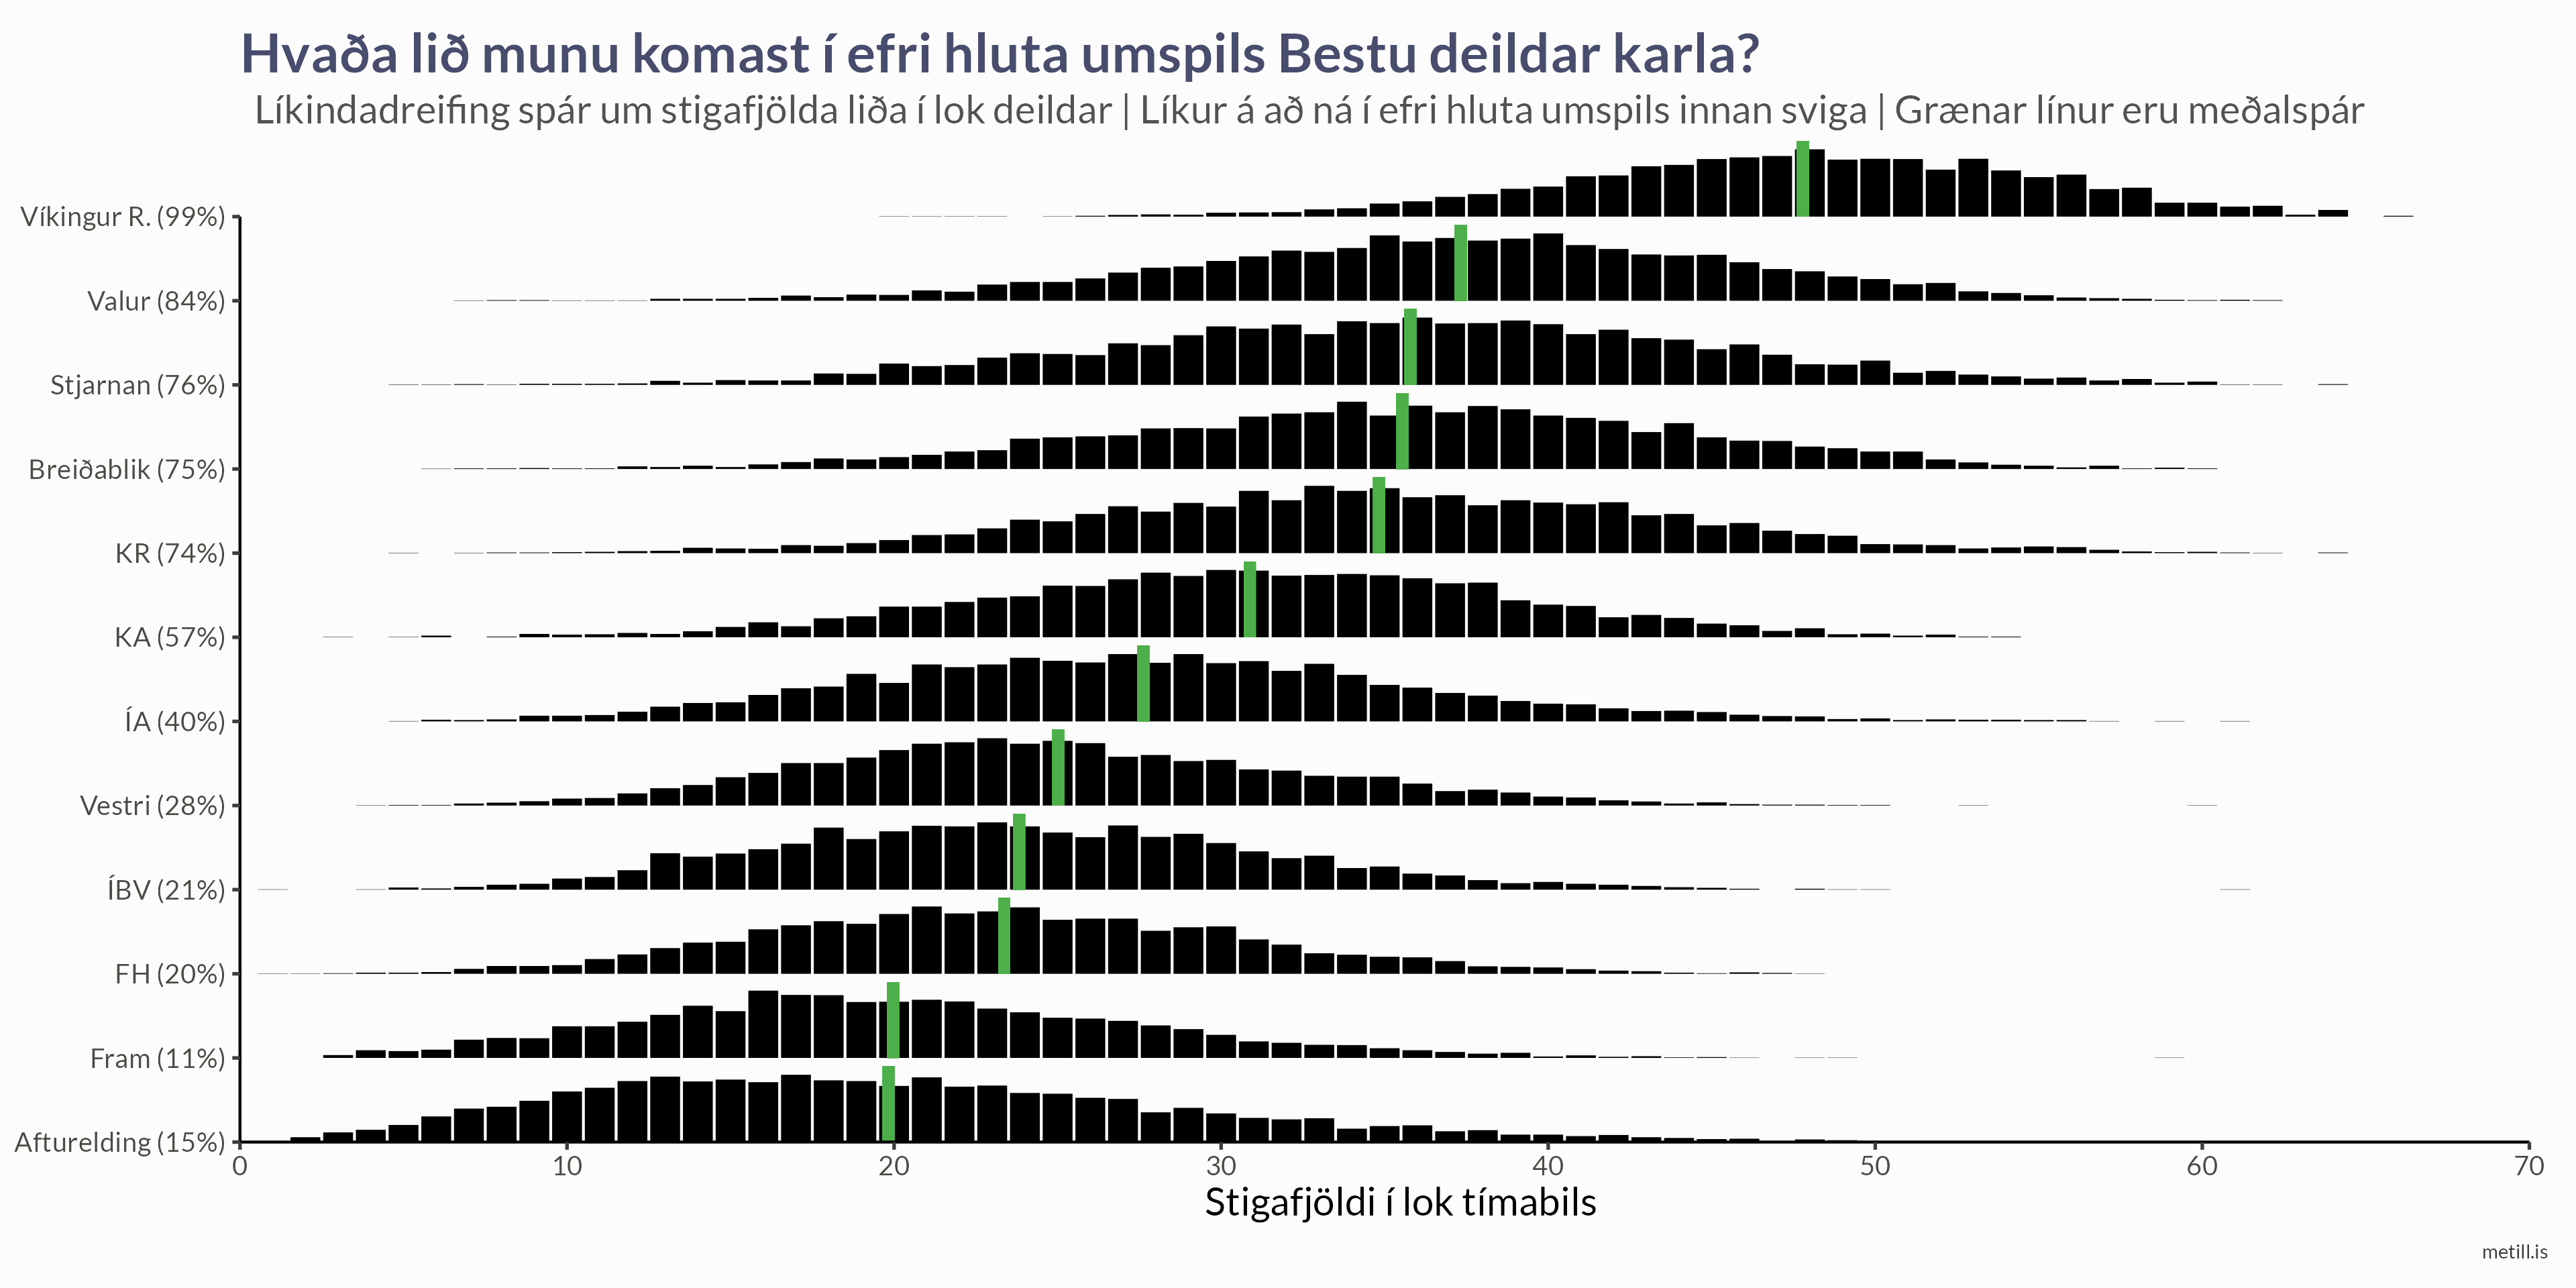 Hvaða lið munu komast í efri hluta umspils Bestu deildar karla?
Líkindadreifing spár um stigafjölda liða í lok deildar | Líkur á að ná í efri hluta umspils innan sviga | Grænar línur eru meðalspár
Víkingur R. (99%)
Valur (84%)
Stjarnan (76%)
Breiðablik (75%)
KR (74%)
KA (57%)
ÍA (40%)
Vestri (28%)
ÍBV (21%)
FH (20%)
Fram (11%)
Afturelding (15%)
0 10 20 30 40 50 60 70
Stigafjöldi í lok tímabils
metill.is